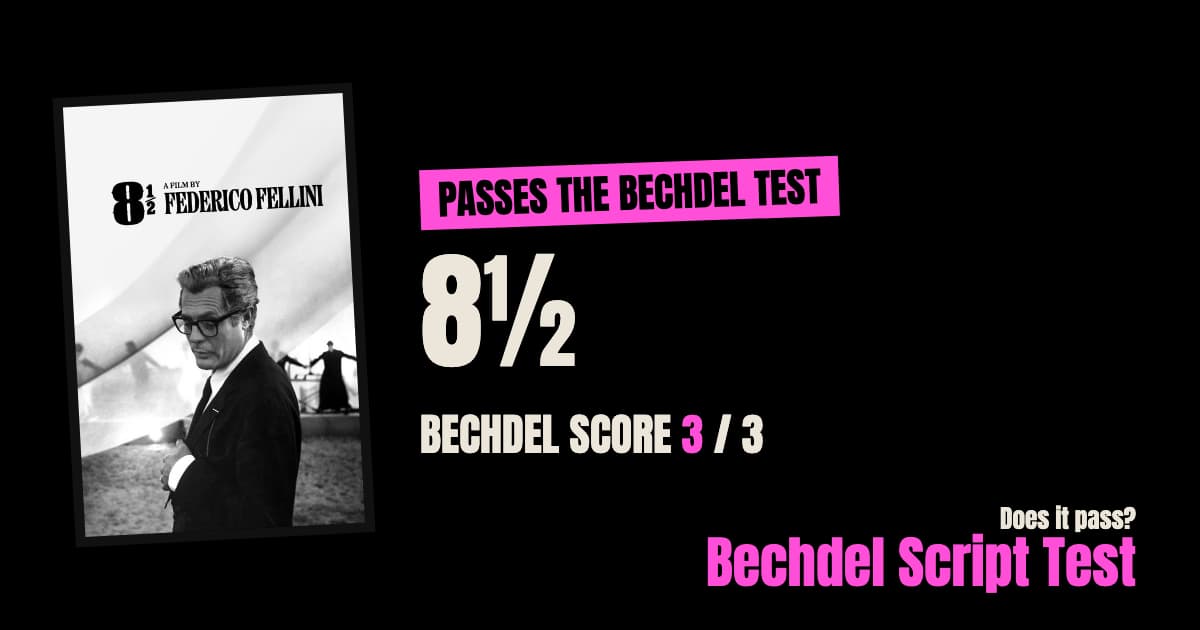 8½ A FILM BY
FEDERICO FELLINI
PASSES THE BECHDEL TEST
8½
BECHDEL SCORE 3 / 3
Does it pass?
Bechdel Script Test